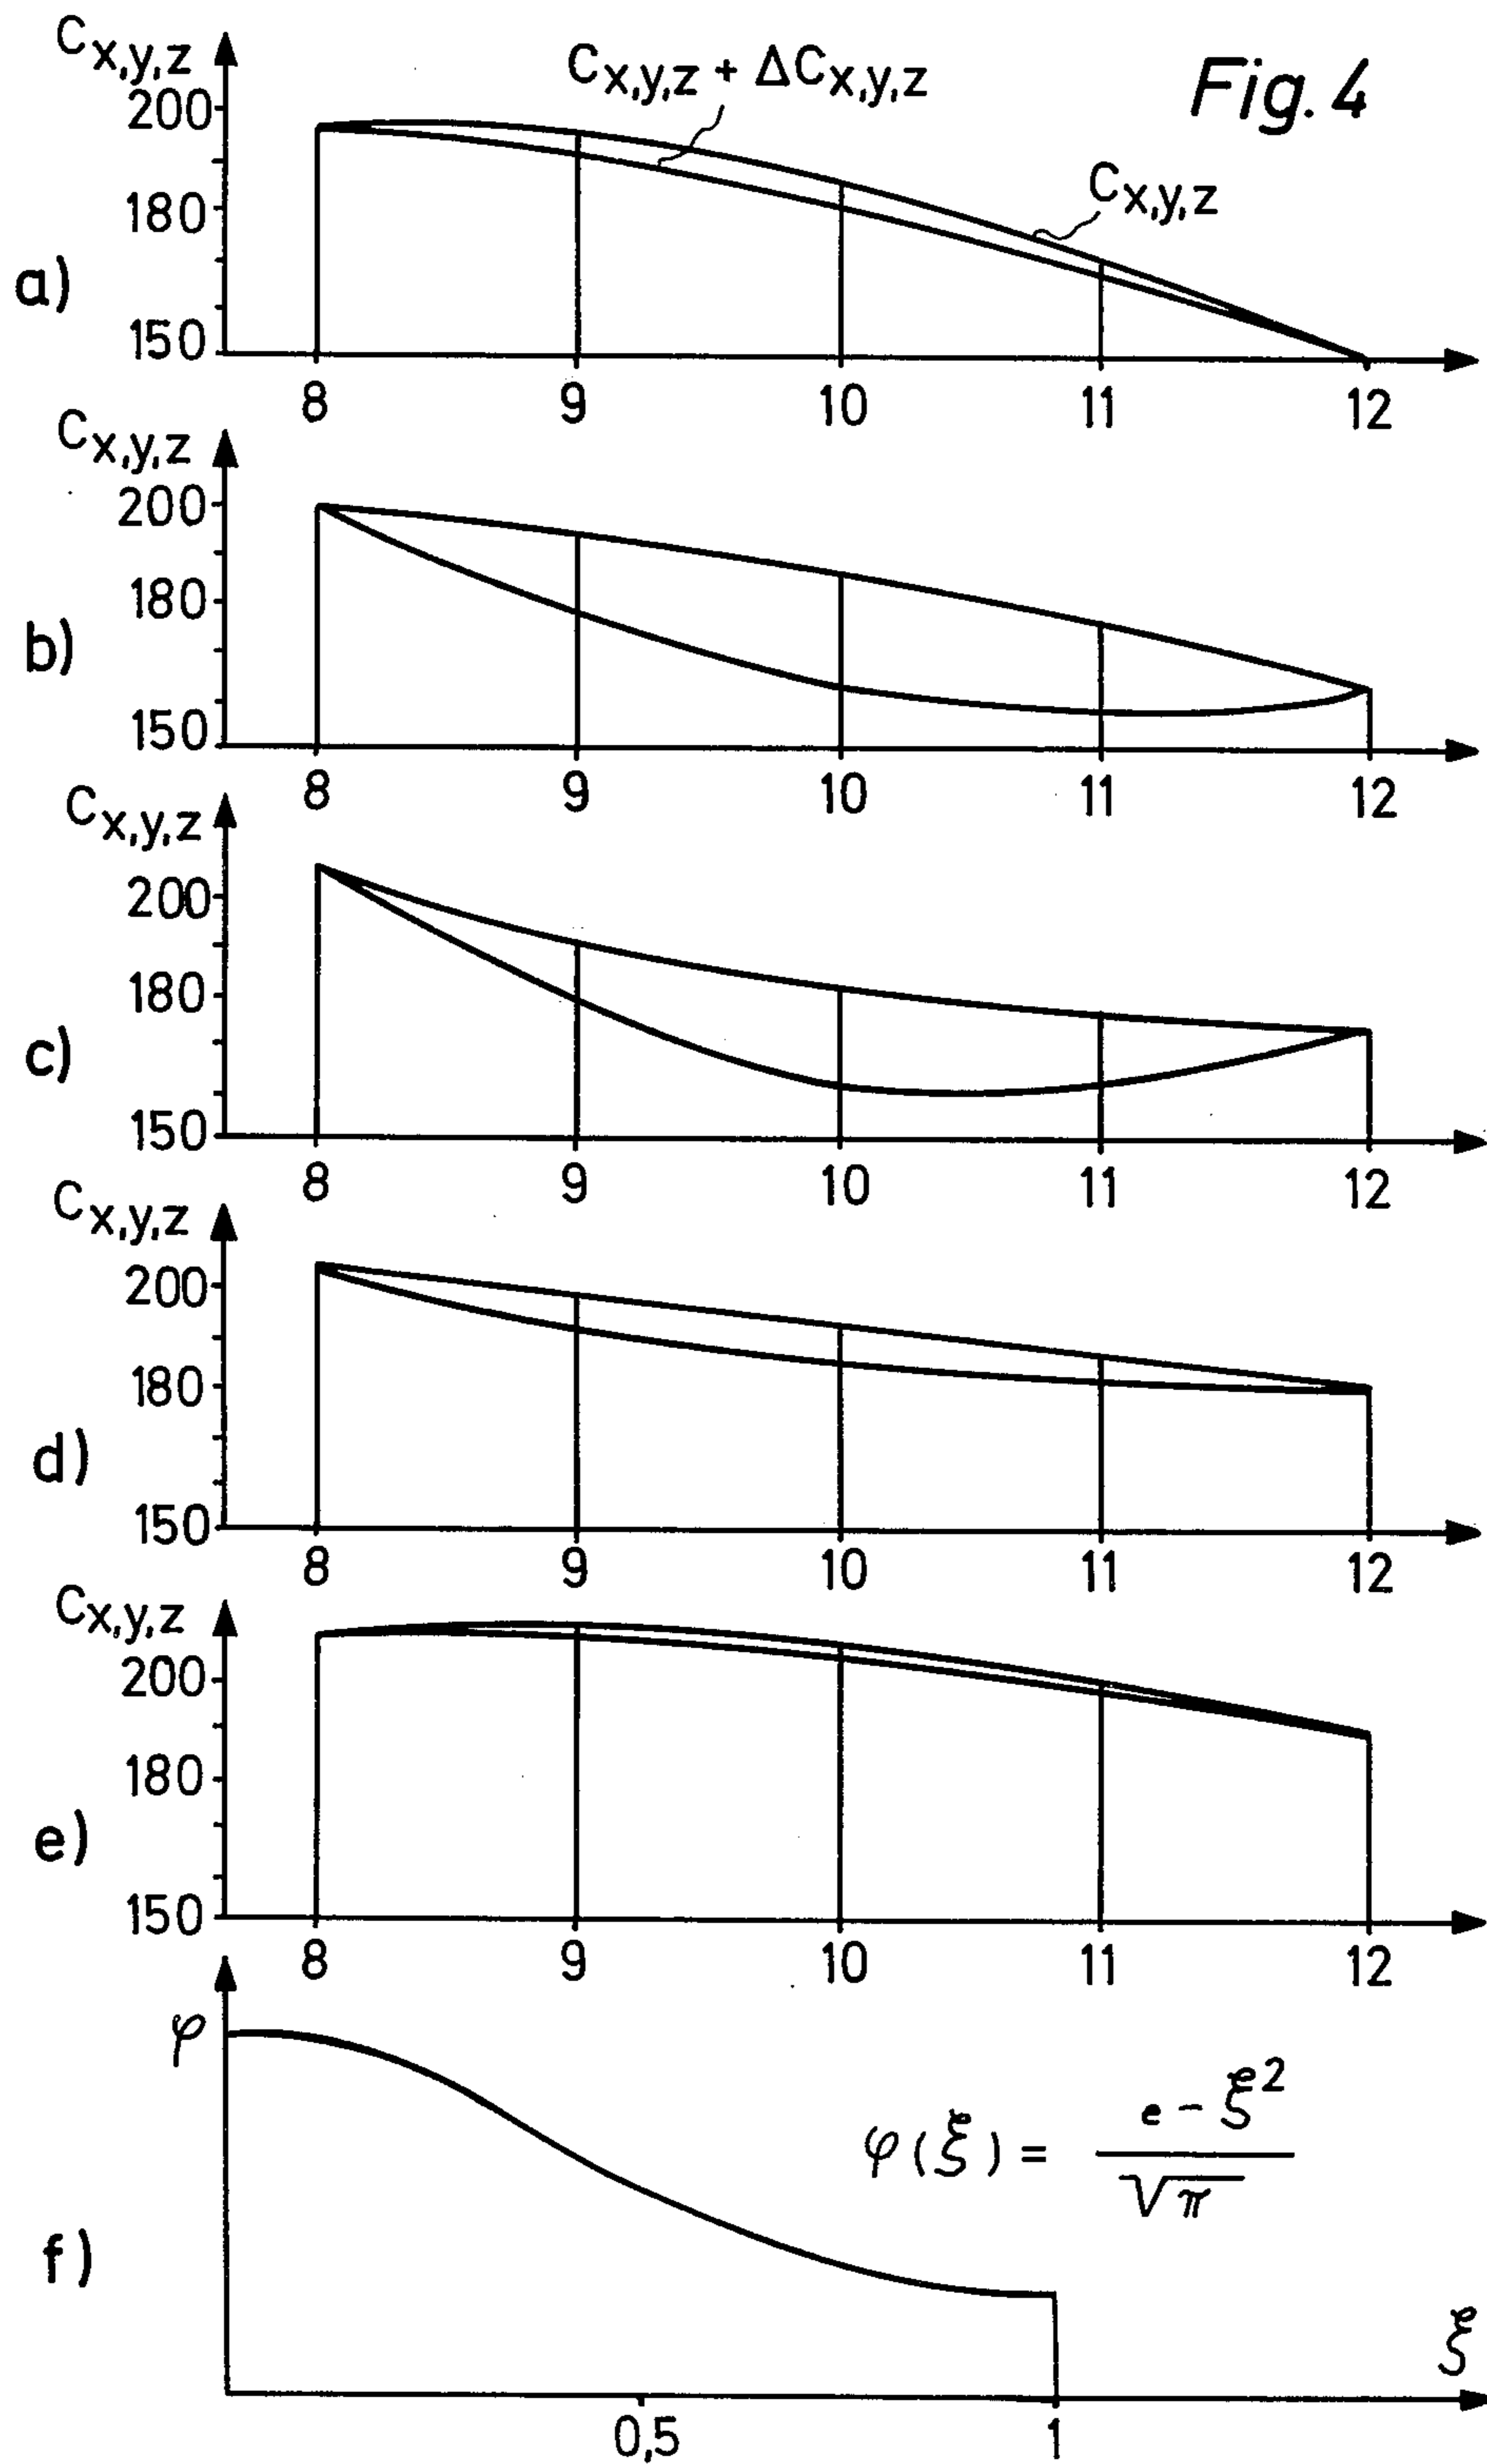 Fig. 4
C x,y,z
C x,y,z + ΔC x,y,z
C x,y,z
200
180
150
a)
8 9 10 11 12
C x,y,z
200
180
150
b)
8 9 10 11 12
C x,y,z
200
180
150
c)
8 9 10 11 12
C x,y,z
200
180
150
d)
8 9 10 11 12
C x,y,z
200
180
150
e)
8 9 10 11 12
φ
φ(ξ) = e - ξ² / √π
f)
ξ
0,5 1